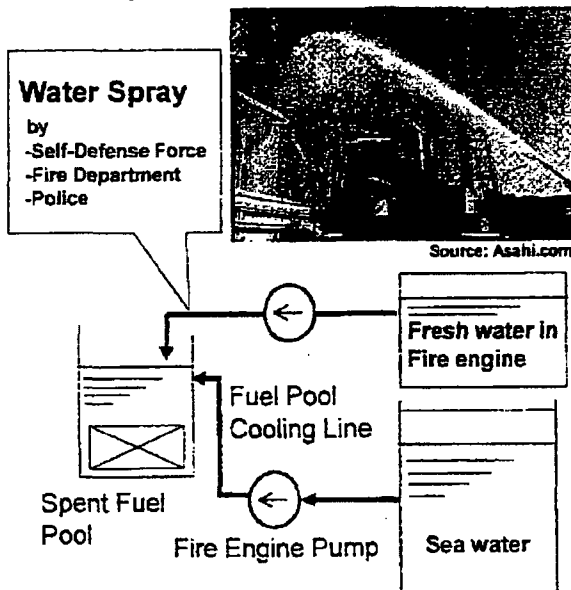 Water Spray
by
-Self-Defense Force
-Fire Department
-Police
Source: Asahi.com
Fresh water in
Fire engine
Fuel Pool
Cooling Line
Spent Fuel
Pool
Fire Engine Pump
Sea water